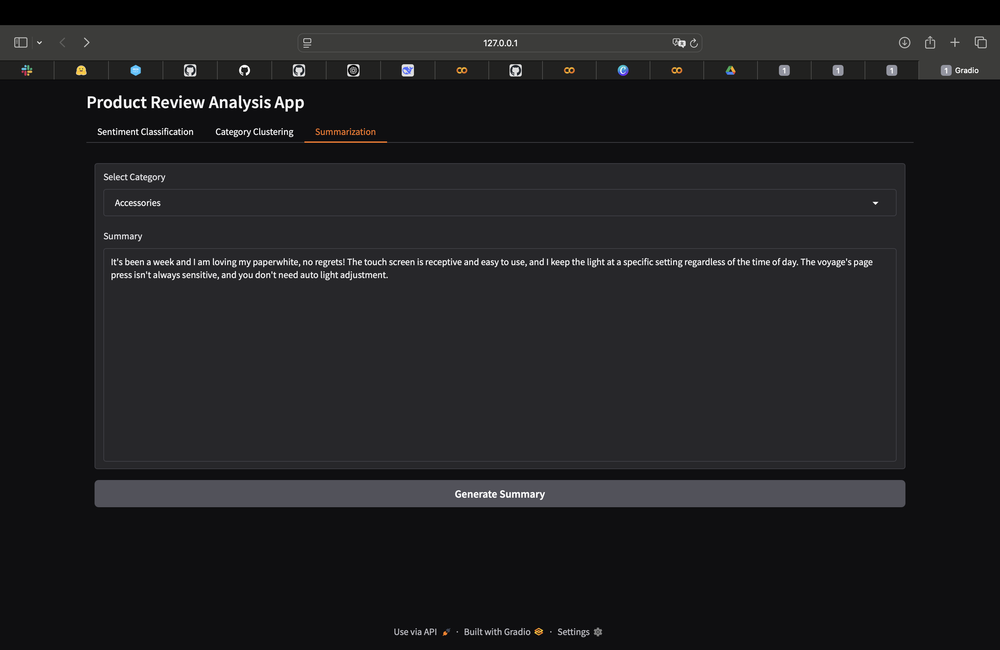 127.0.0.1
1
1
1
1 Gradio
Product Review Analysis App
Sentiment Classification Category Clustering Summarization
Select Category
Accessories
Summary
It's been a week and I am loving my paperwhite, no regrets! The touch screen is receptive and easy to use, and I keep the light at a specific setting regardless of the time of day. The voyage's page
press isn't always sensitive, and you don't need auto light adjustment.
Generate Summary
Use via API · Built with Gradio · Settings